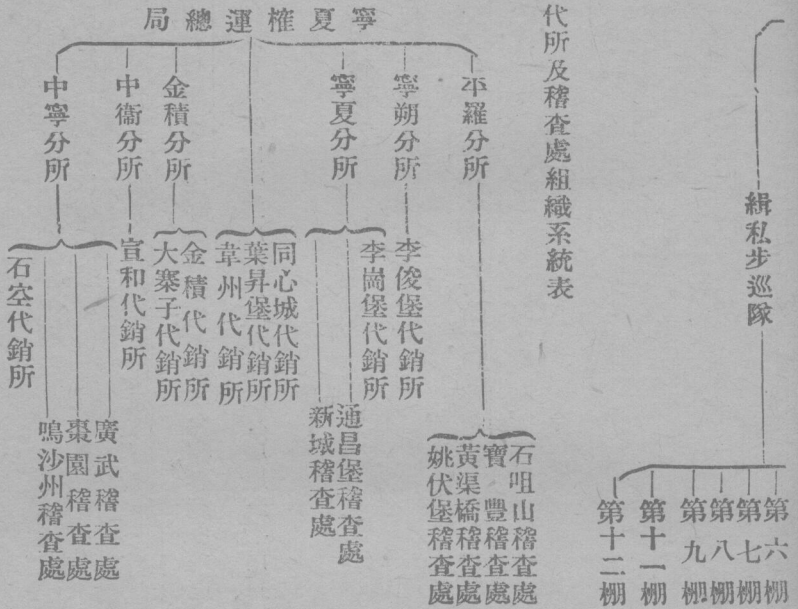 緝私步巡隊
第六棚
第七棚
第八棚
第九棚
第十一棚
第十二棚
代所及稽查處組織系統表
寧夏榷運總局
平羅分所
石咀山稽查處
寶豐稽查處
黃渠橋稽查處
姚伏堡稽查處
寧朔分所
李俊堡代銷所
寧夏分所
李崗堡代銷所
通昌堡稽查處
新城稽查處
同心城代銷所
葉昇堡代銷所
韋州代銷所
金積分所
金積代銷所
大寨子代銷所
中衞分所
宣和代銷所
中寧分所
廣武稽查處
棗園稽查處
鳴沙州稽查處
石空代銷所